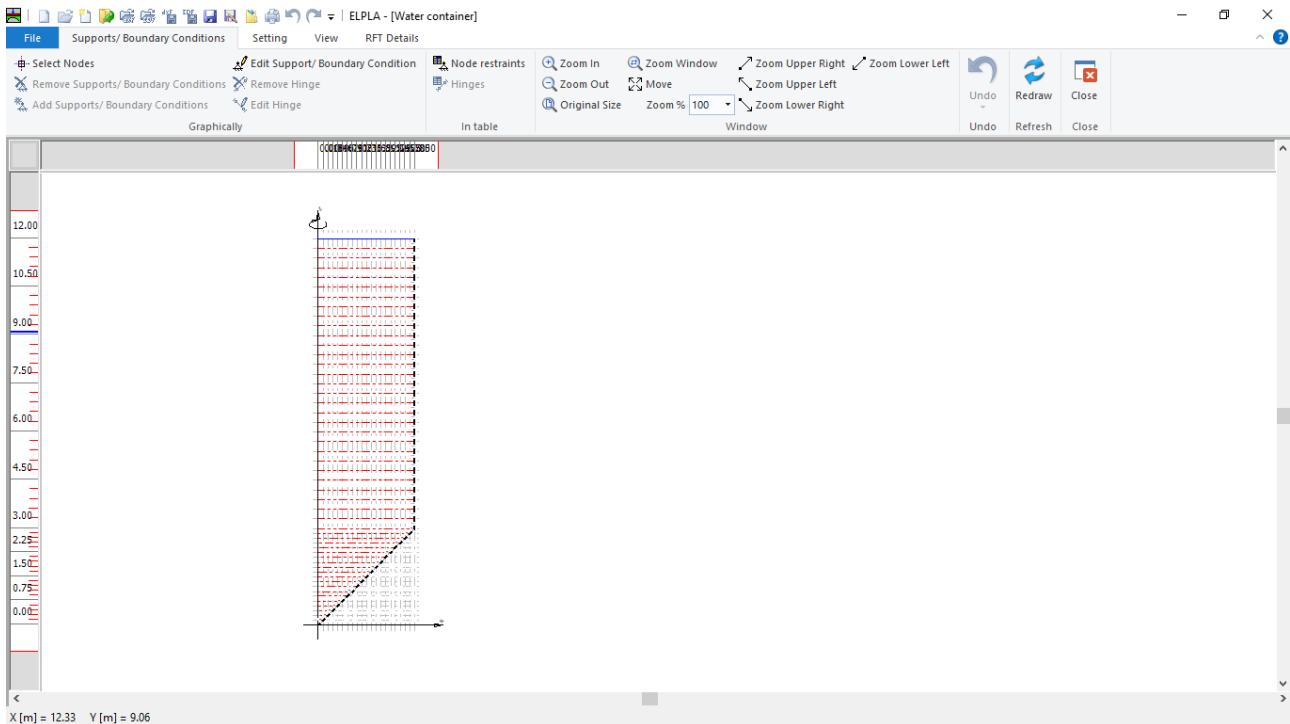 ELPLA - [Water container]
File Supports/ Boundary Conditions Setting View RFT Details
Select Nodes Edit Support/ Boundary Condition Node restraints Zoom In Zoom Window Zoom Upper Right Zoom Lower Left
Remove Supports/ Boundary Conditions Remove Hinge Hinges Zoom Out Move Zoom Upper Left Undo Redraw Close
Add Supports/ Boundary Conditions Edit Hinge Original Size Zoom % 100 Zoom Lower Right
Graphically In table Window Undo Refresh Close
12.00
10.50
9.00
7.50
6.00
4.50
3.00
2.25
1.50
0.75
0.00
X [m] = 12.33 Y [m] = 9.06